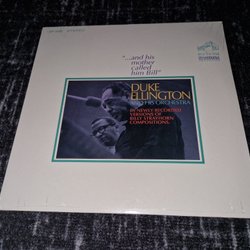 STEREO
"...and his
mother
called
him Bill"
DUKE
ELLINGTON
AND HIS ORCHESTRA
IN NEWLY RECORDED
VERSIONS OF
BILLY STRAYHORN
COMPOSITIONS